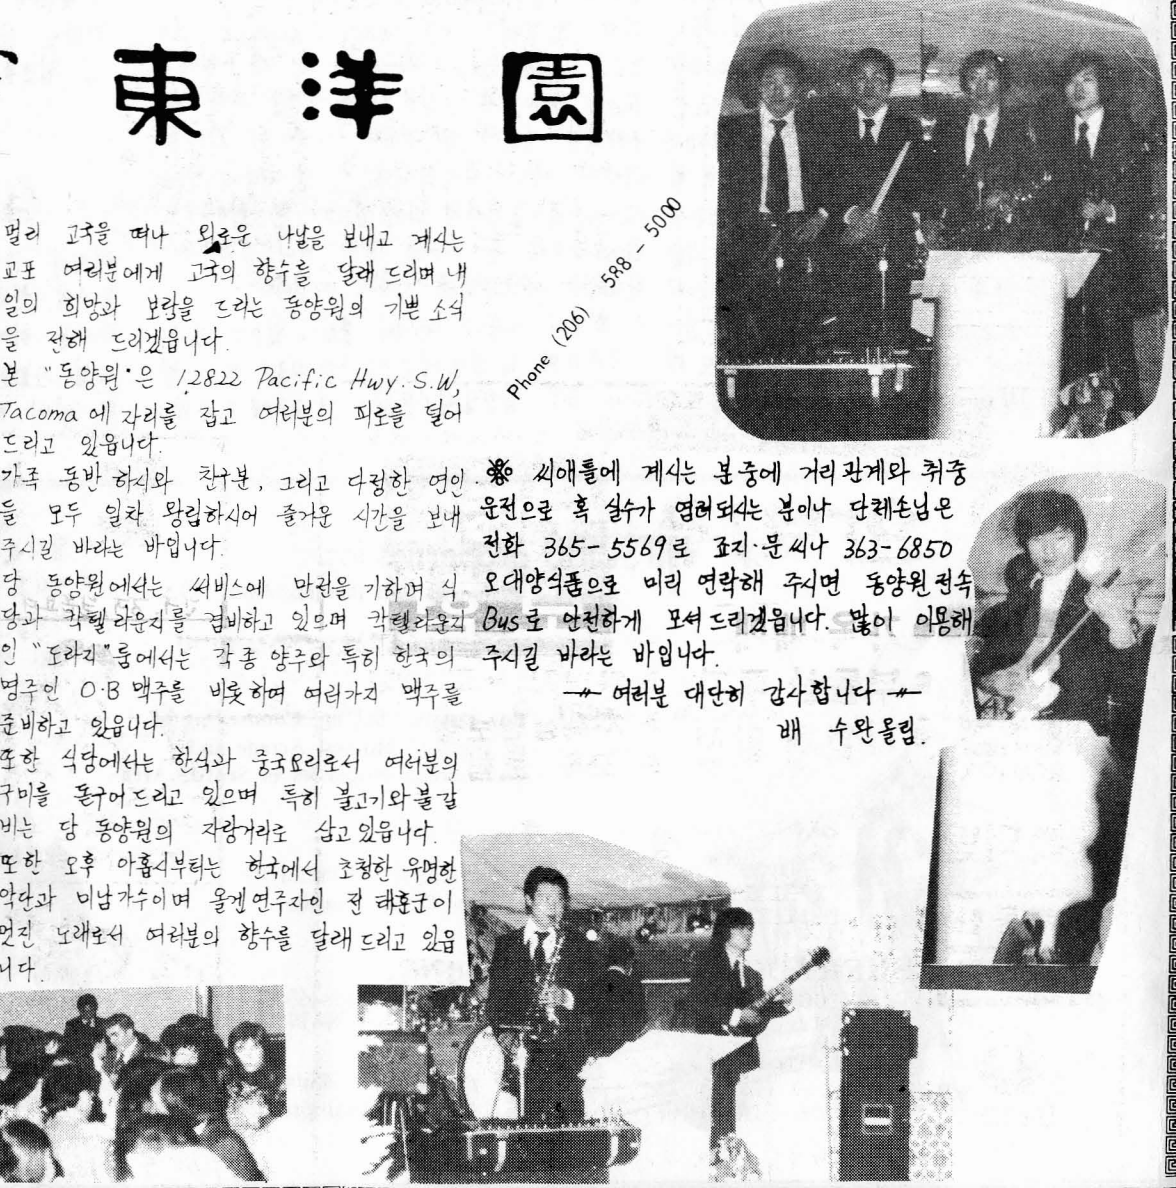 東洋園
멀리 고국을 떠나 외로운 나날을 보내고 계시는
교포 여러분에게 고국의 향수를 달래 드리며 내
일의 희망과 보람을 드리는 동양원의 기쁜 소식
을 전해 드리겠읍니다.
본 "동양원"은 12822 Pacific Hwy. S.W,
Tacoma에 자리를 잡고 여러분의 피로를 덜어
드리고 있읍니다.
가족 동반 하시와 친구분, 그리고 다정한 연인
들 모두 일차 왕림하시어 즐거운 시간을 보내
주시길 바라는 바입니다.
당 동양원에서는 써비스에 만전을 기하며 식
당과 칵텔 라운지를 겸비하고 있으며 칵텔라운지
인 "도라지"룸에서는 각종 양주와 특히 한국의
명주인 O·B 맥주를 비롯하여 여러가지 맥주를
준비하고 있읍니다.
또한 식당에서는 한식과 중국요리로서 여러분의
구미를 돋구어 드리고 있으며 특히 불고기와 불갈
비는 당 동양원의 자랑거리로 삼고 있읍니다.
또한 오후 아홉시부터는 한국에서 초청한 유명한
악단과 미남가수이며 올겐 연주자인 전 태훈군이
멋진 노래로서 여러분의 향수를 달래 드리고 있읍
니다.
Phone (206) 588-5000
※ 씨애틀에 계시는 분중에 거리관계와 취중
운전으로 혹 실수가 염려되시는 분이나 단체손님은
전화 365-5569로 죠지·문씨나 363-6850
오대양식품으로 미리 연락해 주시면 동양원 전속
Bus로 안전하게 모셔 드리겠읍니다. 많이 이용해
주시길 바라는 바입니다.
여러분 대단히 감사합니다
배 수완 올림.